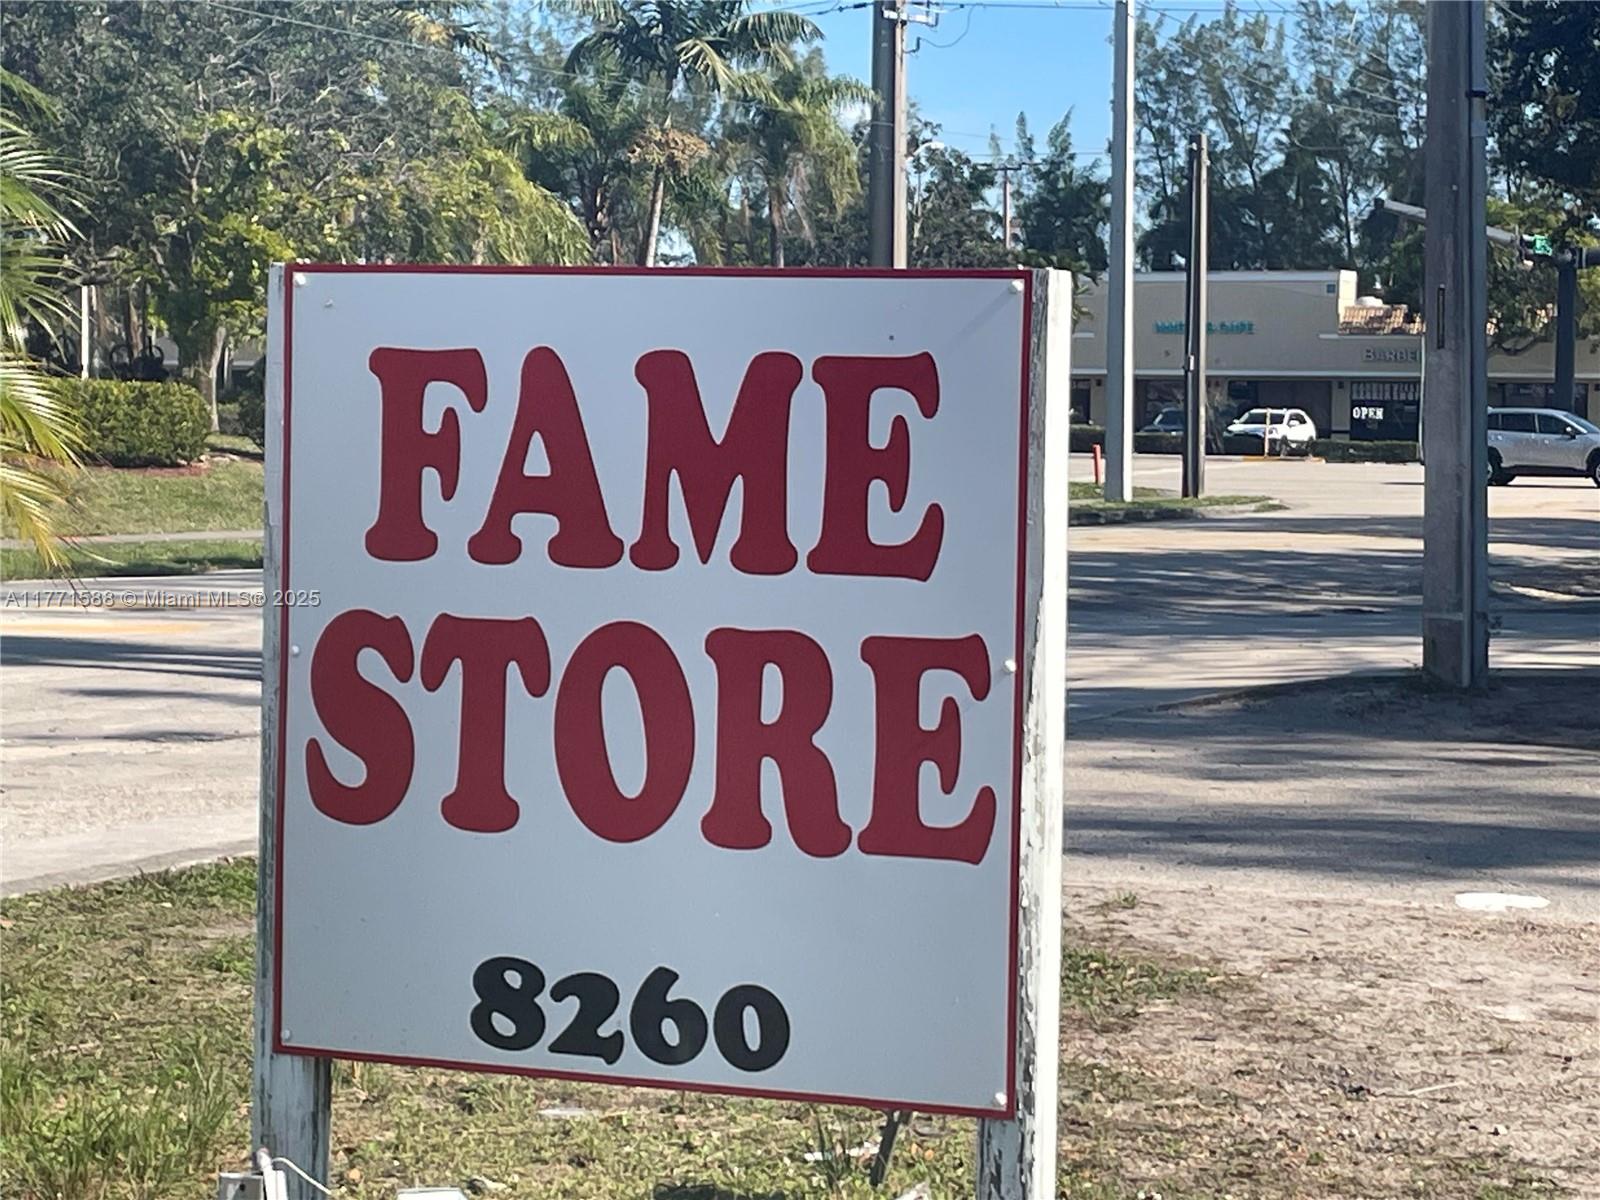 FAME
STORE
8260
A11771588 © Miami MLS® 2025
OPEN